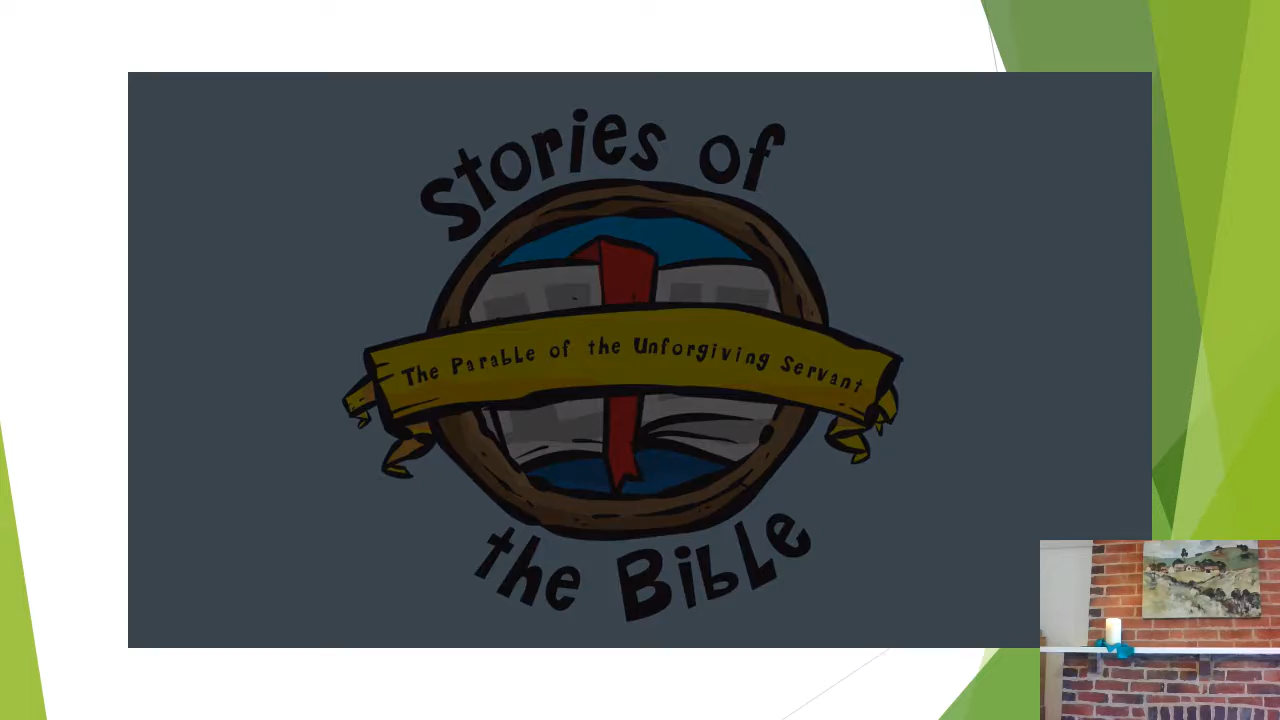 Stories of
The Parable of the Unforgiving Servant
the Bible